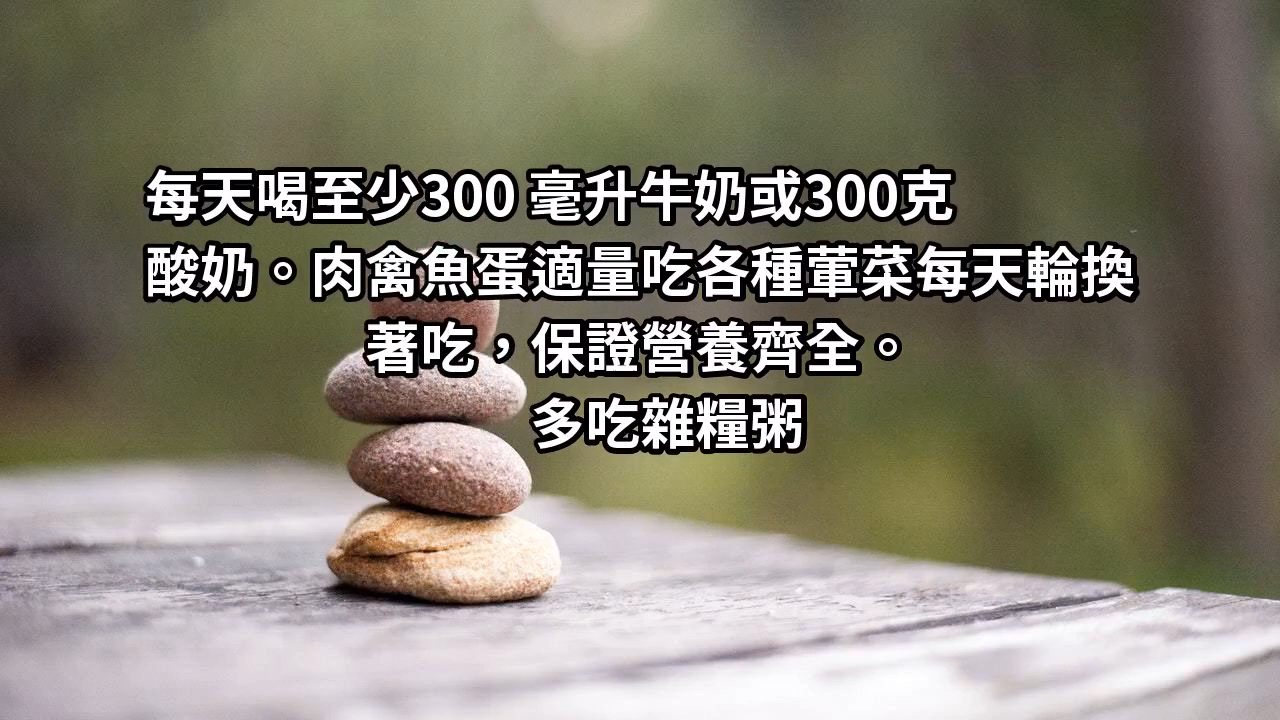 每天喝至少300 毫升牛奶或300克
酸奶。肉禽魚蛋適量吃各種葷菜每天輪換
著吃，保證營養齊全。
多吃雜糧粥